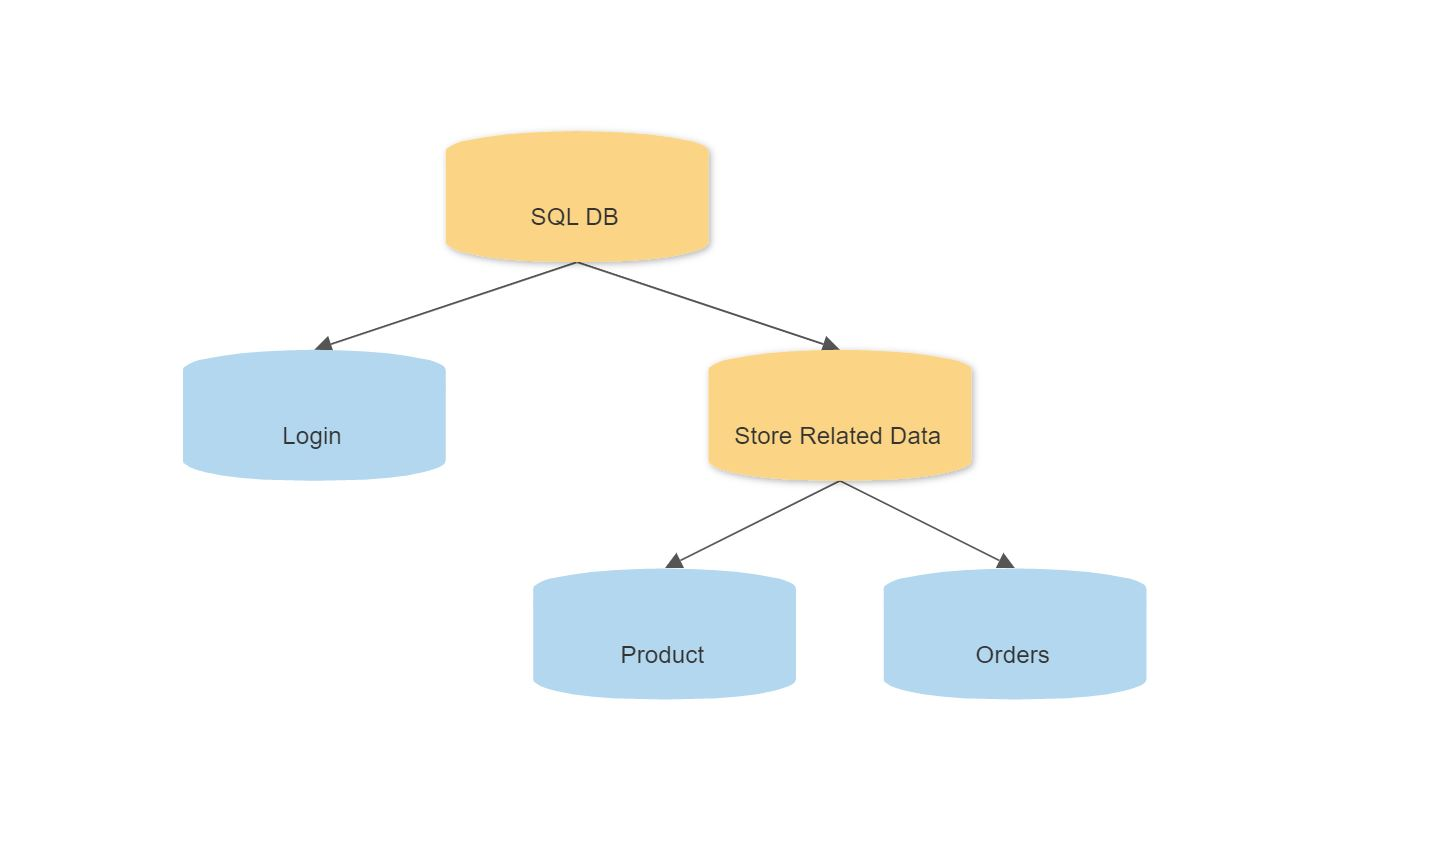 SQL DB
Login
Store Related Data
Product
Orders